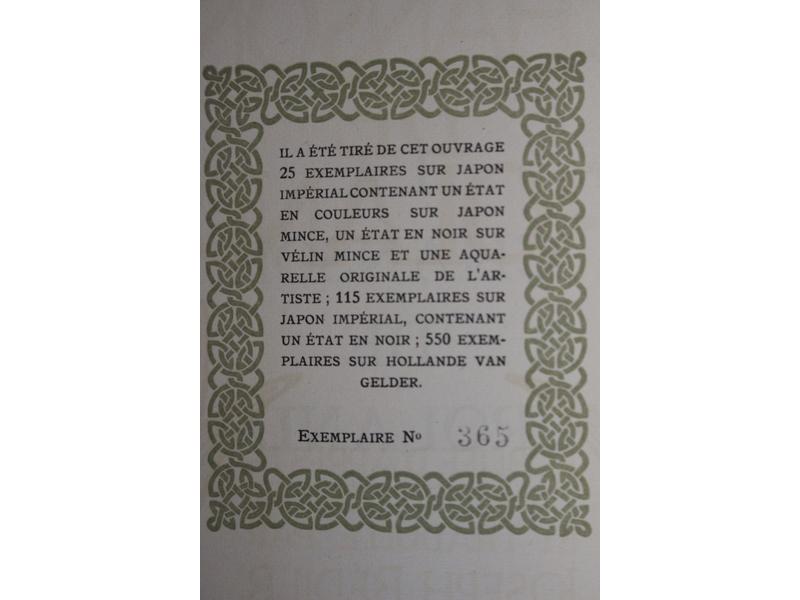 IL A ÉTÉ TIRÉ DE CET OUVRAGE
25 EXEMPLAIRES SUR JAPON
IMPÉRIAL CONTENANT UN ÉTAT
EN COULEURS SUR JAPON
MINCE, UN ÉTAT EN NOIR SUR
VÉLIN MINCE ET UNE AQUA-
RELLE ORIGINALE DE L'AR-
TISTE ; 115 EXEMPLAIRES SUR
JAPON IMPÉRIAL, CONTENANT
UN ÉTAT EN NOIR ; 550 EXEM-
PLAIRES SUR HOLLANDE VAN
GELDER.
EXEMPLAIRE Nº 365